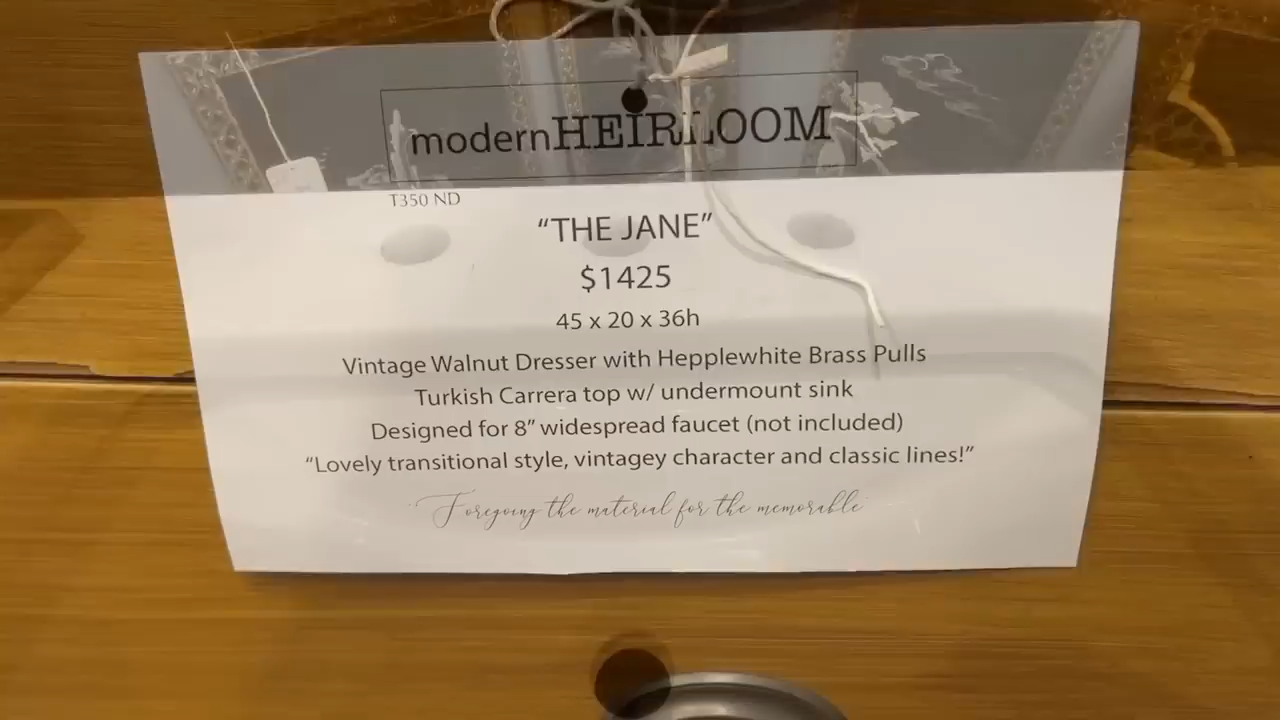 modernHEIRLOOM
T350 ND
“THE JANE”
$1425
45 x 20 x 36h
Vintage Walnut Dresser with Hepplewhite Brass Pulls
Turkish Carrera top w/ undermount sink
Designed for 8” widespread faucet (not included)
“Lovely transitional style, vintagey character and classic lines!”
“Foregoing the material for the memorable”